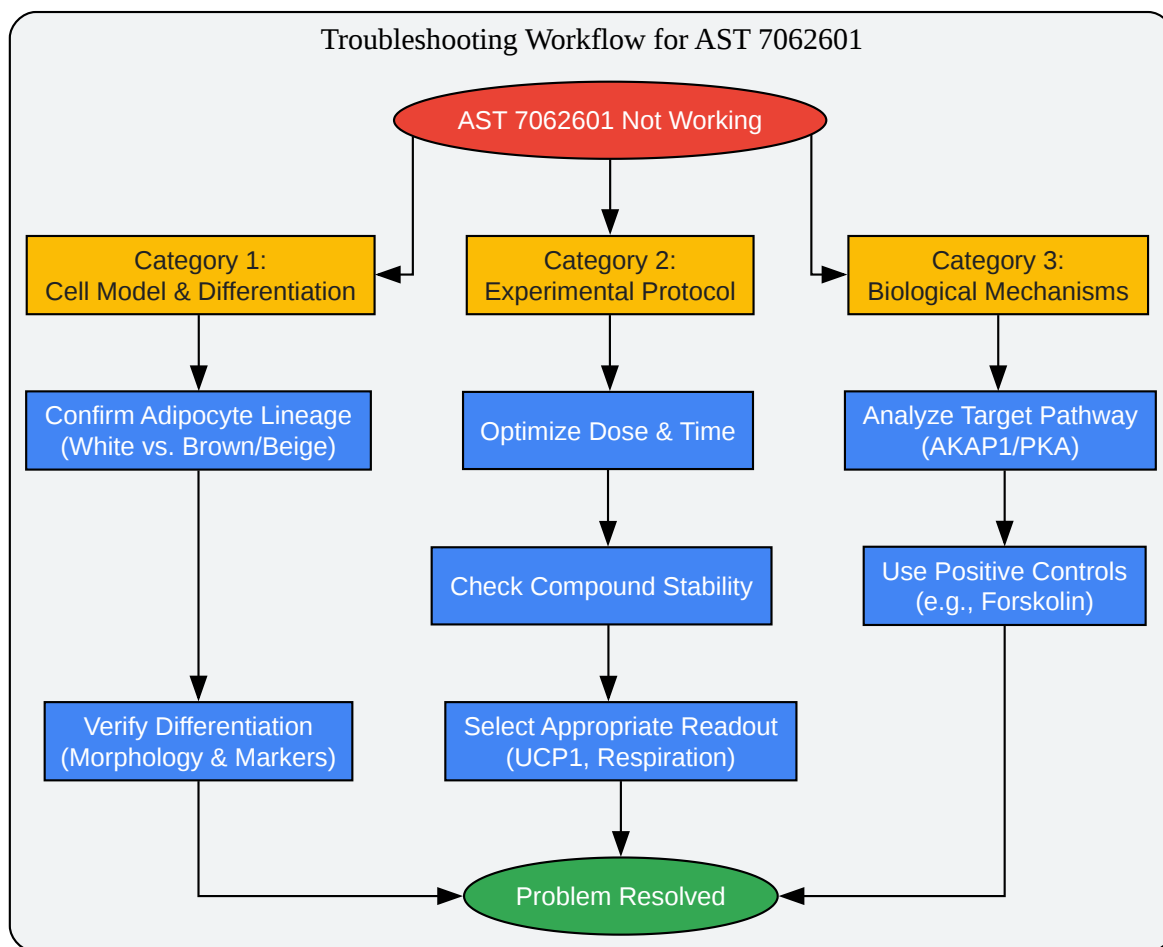 Troubleshooting Workflow for AST 7062601
AST 7062601 Not Working
Category 1:
Cell Model & Differentiation
Category 2:
Experimental Protocol
Category 3:
Biological Mechanisms
Confirm Adipocyte Lineage
(White vs. Brown/Beige)
Optimize Dose & Time
Analyze Target Pathway
(AKAP1/PKA)
Check Compound Stability
Use Positive Controls
(e.g., Forskolin)
Verify Differentiation
(Morphology & Markers)
Select Appropriate Readout
(UCP1, Respiration)
Problem Resolved